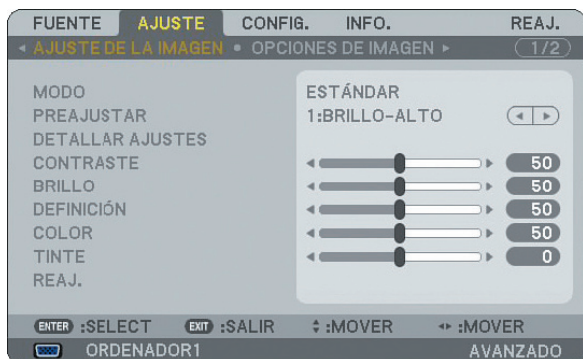 FUENTE AJUSTE CONFIG. INFO. REAJ.
AJUSTE DE LA IMAGEN OPCIONES DE IMAGEN 1/2
MODO ESTÁNDAR
PREAJUSTAR 1:BRILLO-ALTO
DETALLAR AJUSTES
CONTRASTE 50
BRILLO 50
DEFINICIÓN 50
COLOR 50
TINTE 0
REAJ.
ENTER :SELECT EXIT :SALIR :MOVER :MOVER
ORDENADOR1 AVANZADO